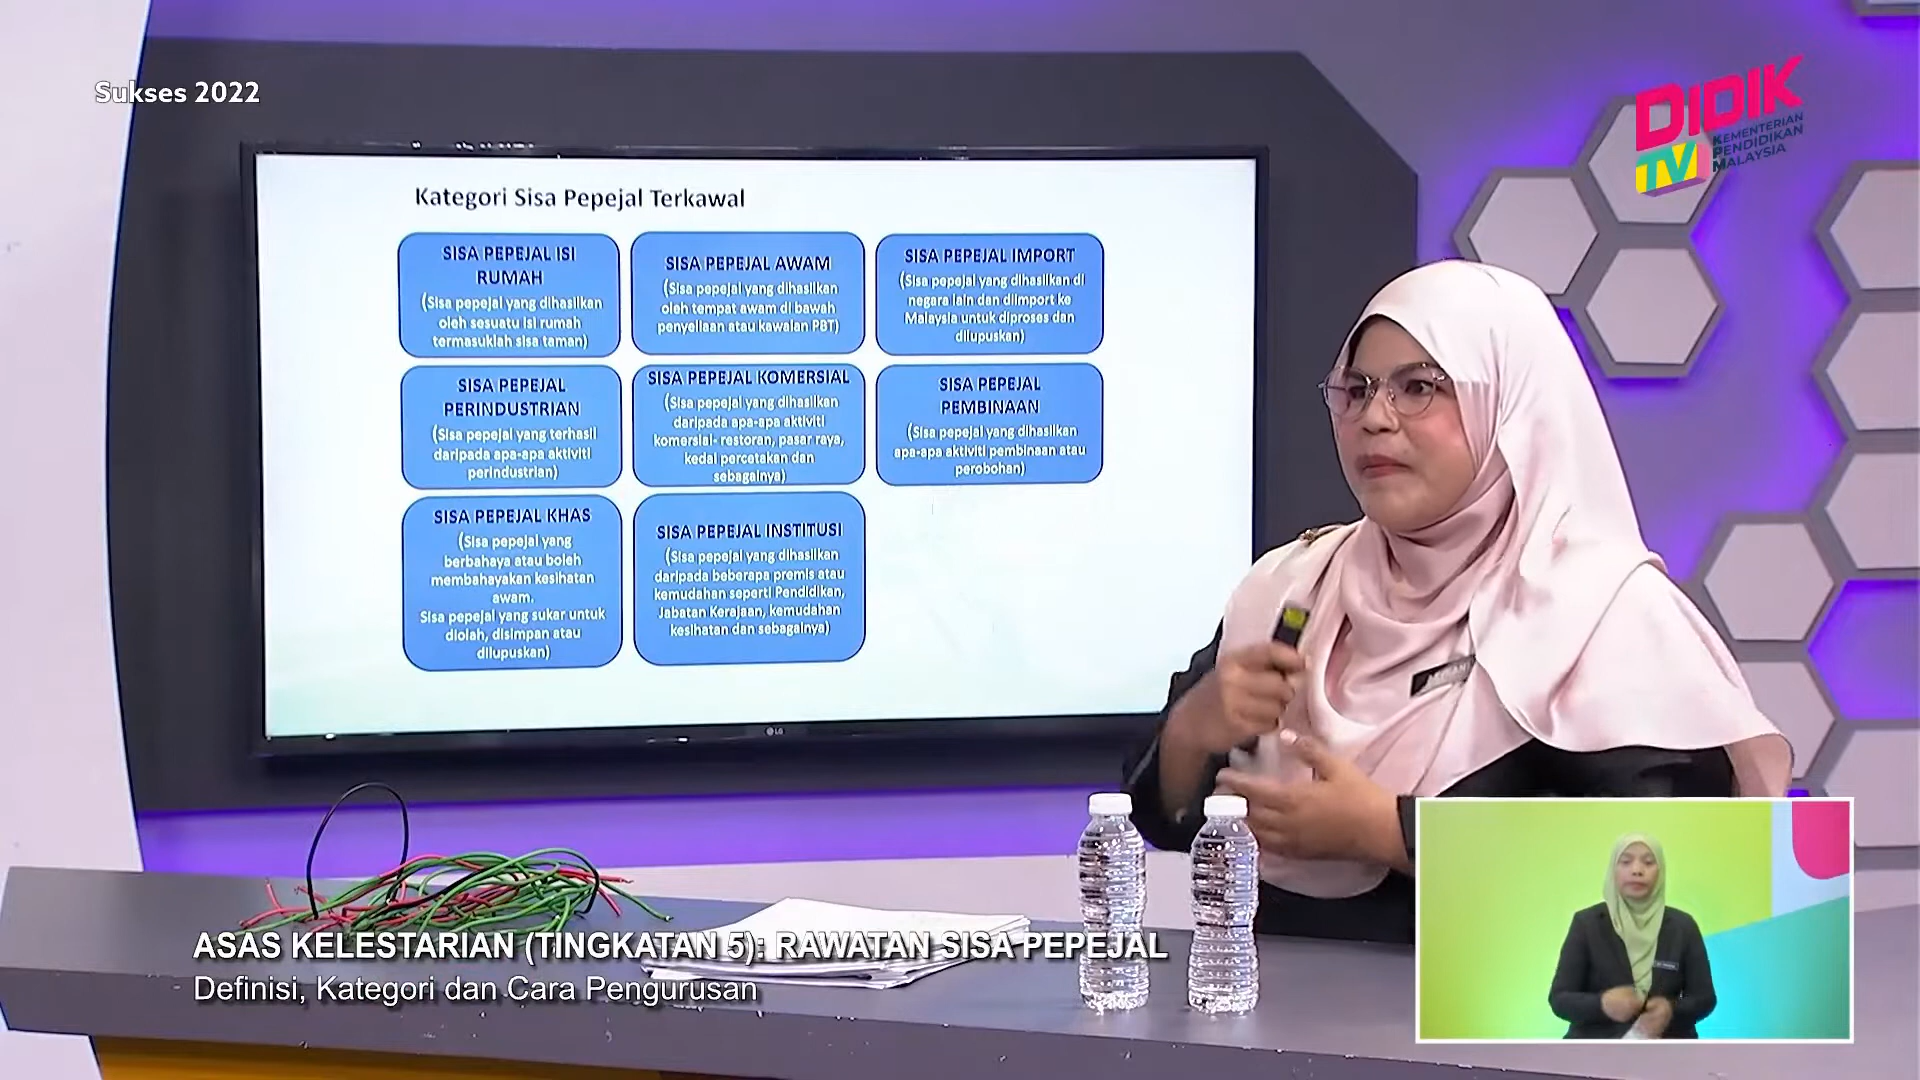 Sukses 2022
DIDIK
TV
KEMENTERIAN
PENDIDIKAN
MALAYSIA
Kategori Sisa Pepejal Terkawal
SISA PEPEJAL ISI
RUMAH
(Sisa pepejal yang dihasilkan
oleh sesuatu isi rumah
termasuklah sisa taman)
SISA PEPEJAL AWAM
(Sisa pepejal yang dihasilkan
oleh tempat awam di bawah
penyeliaan atau kawalan PBT)
SISA PEPEJAL IMPORT
(Sisa pepejal yang dihasilkan di
negara lain dan diimport ke
Malaysia untuk diproses dan
dilupuskan)
SISA PEPEJAL
PERINDUSTRIAN
(Sisa pepejal yang terhasil
daripada apa-apa aktiviti
perindustrian)
SISA PEPEJAL KOMERSIAL
(Sisa pepejal yang dihasilkan
daripada apa-apa aktiviti
komersial- restoran, pasar raya,
kedai percetakan dan
sebagainya)
SISA PEPEJAL
PEMBINAAN
(Sisa pepejal yang dihasilkan
apa-apa aktiviti pembinaan atau
perobohan)
SISA PEPEJAL KHAS
(Sisa pepejal yang
berbahaya atau boleh
membahayakan kesihatan
awam.
Sisa pepejal yang sukar untuk
diolah, disimpan atau
dilupuskan)
SISA PEPEJAL INSTITUSI
(Sisa pepejal yang dihasilkan
daripada beberapa premis atau
kemudahan seperti Pendidikan,
Jabatan Kerajaan, kemudahan
kesihatan dan sebagainya)
LG
ASAS KELESTARIAN (TINGKATAN 5): RAWATAN SISA PEPEJAL
Definisi, Kategori dan Cara Pengurusan